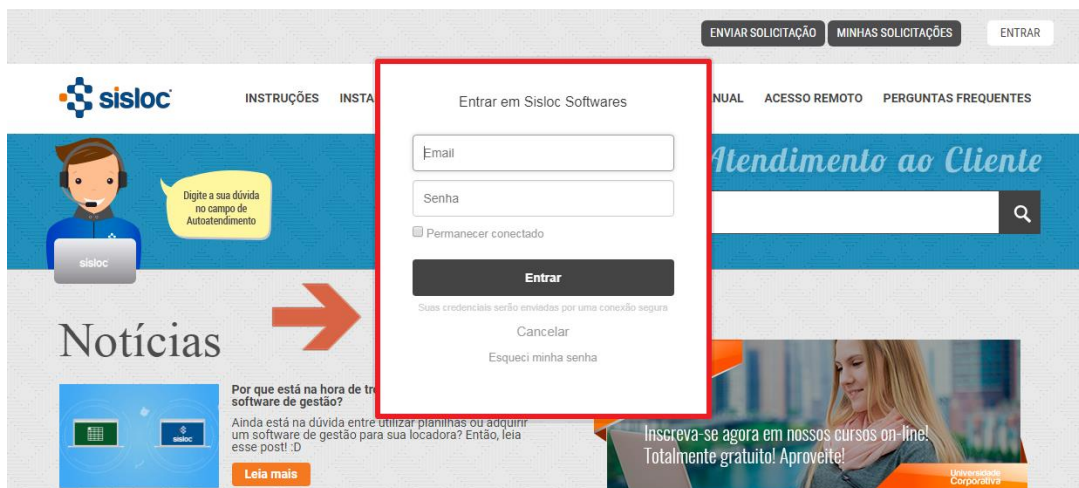 ENVIAR SOLICITAÇÃO MINHAS SOLICITAÇÕES ENTRAR
sisloc INSTRUÇÕES INSTA NUAL ACESSO REMOTO PERGUNTAS FREQUENTES
Entrar em Sisloc Softwares
Email
Senha
Permanecer conectado
Entrar
Suas credenciais serão enviadas por uma conexão segura
Cancelar
Esqueci minha senha
Atendimento ao Cliente
Digite a sua dúvida
no campo de
Autoatendimento
sisloc
Notícias
Por que está na hora de tr
software de gestão?
Ainda está na dúvida entre utilizar planilhas ou adquirir
um software de gestão para sua locadora? Então, leia
esse post! :D
Leia mais
sisloc
Inscreva-se agora em nossos cursos on-line!
Totalmente gratuito! Aproveite!
Universidade
Corporativa